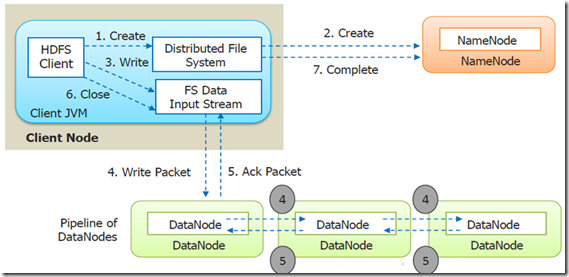 1. Create
2. Create
HDFS
Client
Distributed File
System
NameNode
NameNode
3. Write
7. Complete
6. Close
FS Data
Input Stream
Client JVM
Client Node
4. Write Packet
5. Ack Packet
4
4
Pipeline of
DataNodes
DataNode
DataNode
DataNode
DataNode
DataNode
DataNode
5
5